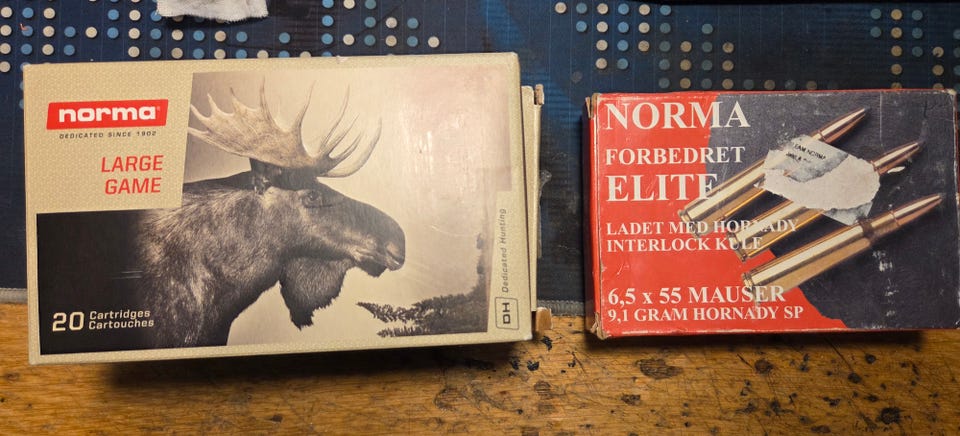 norma
DEDICATED SINCE 1902
LARGE
GAME
20 Cartridges
Cartouches
Dedicated Hunting
DH
NORMA
FORBEDRET
ELITE
LADET MED HORNADY
INTERLOCK KULE
6,5 x 55 MAUSER
9,1 GRAM HORNADY SP